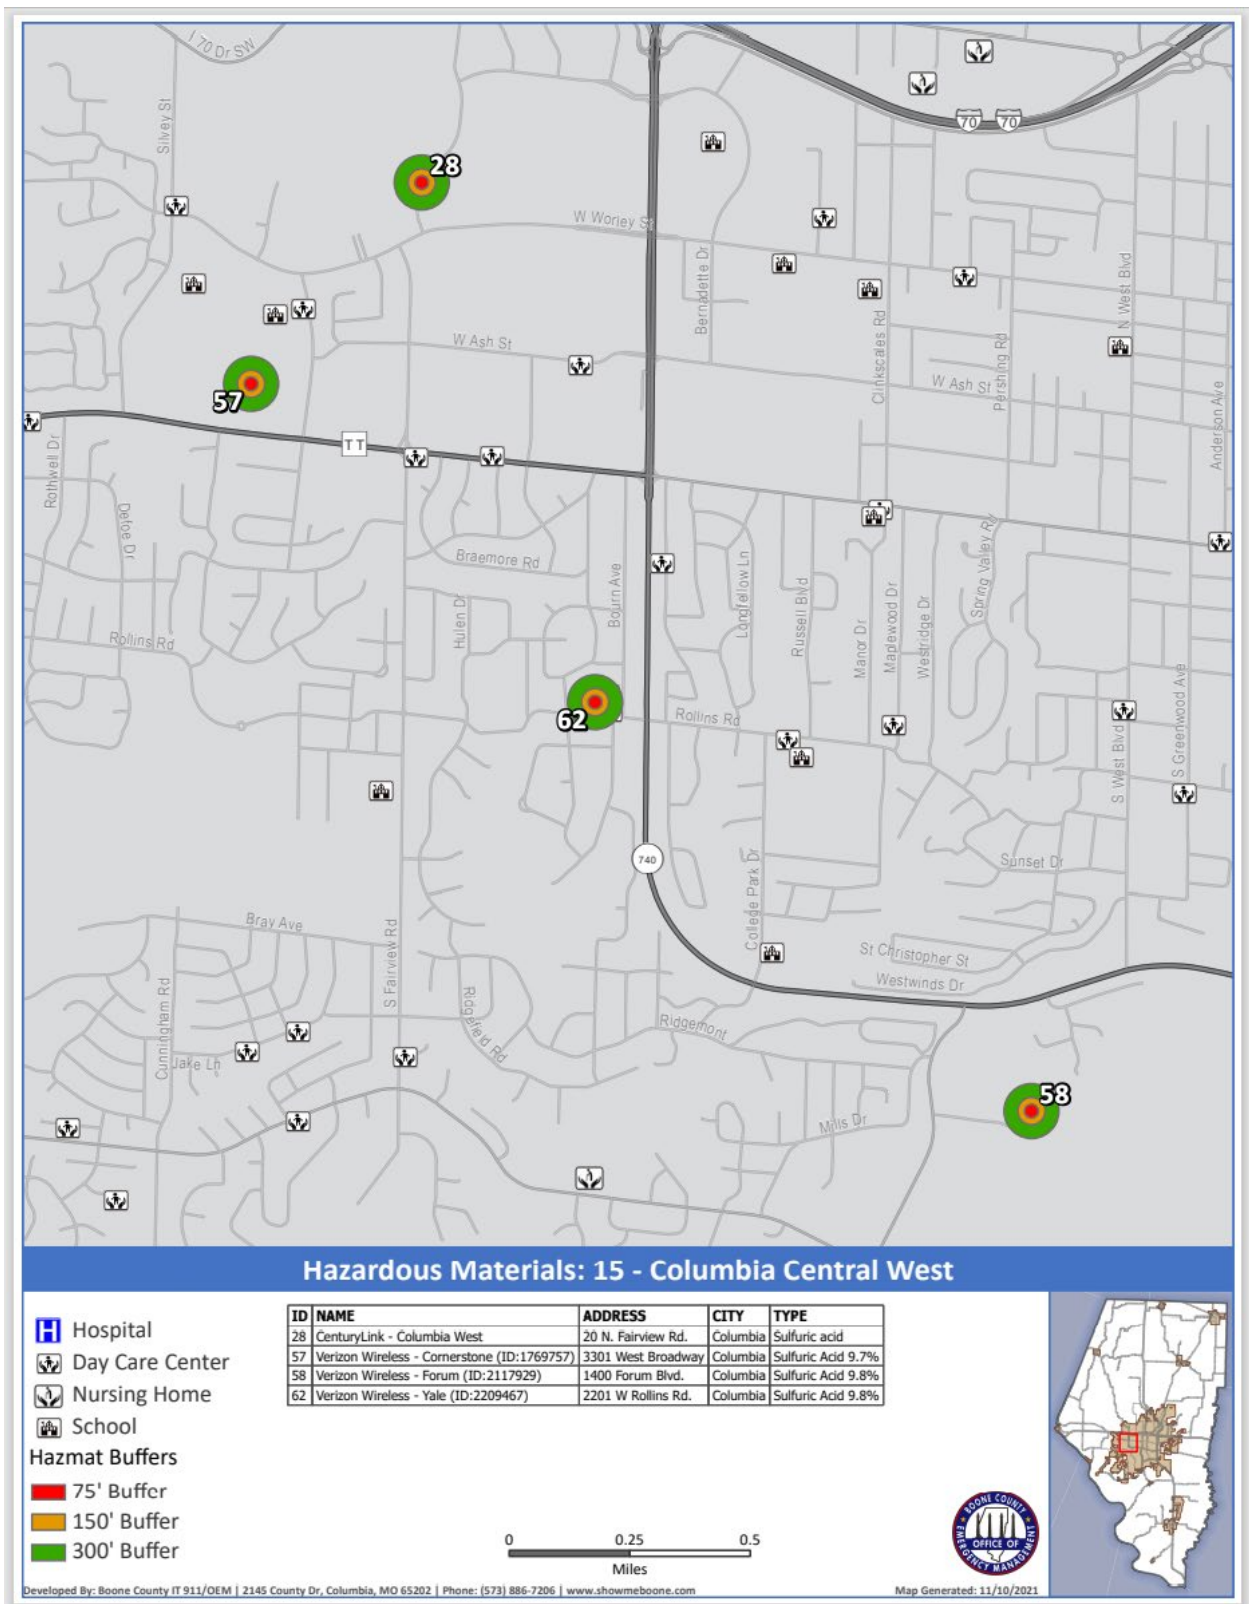 I 70 Dr SW
Silvey St
28
70
70
W Worley St
Bernadette Dr
N West Blvd
W Ash St
Clinkscales Rd
Pershing Rd
W Ash St
Anderson Ave
57
TT
Rothwell Dr
Defoe Dr
Braemore Rd
Bourn Ave
Longfellow Ln
Russell Blvd
Manor Dr
Maplewood Dr
Westridge Dr
Spring Valley Rd
Hulen Dr
Rollins Rd
62
Rollins Rd
S West Blvd
S Greenwood Ave
740
College Park Dr
Sunset Dr
Bray Ave
S Fairview Rd
St Christopher St
Westwinds Dr
Cunningham Rd
Ridgefield Rd
Ridgemont
Jake Ln
58
Mills Dr
Hazardous Materials: 15 - Columbia Central West
H Hospital
Day Care Center
Nursing Home
School
Hazmat Buffers
75' Buffer
150' Buffer
300' Buffer
ID NAME ADDRESS CITY TYPE
28 CenturyLink - Columbia West 20 N. Fairview Rd. Columbia Sulfuric acid
57 Verizon Wireless - Cornerstone (ID:1769757) 3301 West Broadway Columbia Sulfuric Acid 9.7%
58 Verizon Wireless - Forum (ID:2117929) 1400 Forum Blvd. Columbia Sulfuric Acid 9.8%
62 Verizon Wireless - Yale (ID:2209467) 2201 W Rollins Rd. Columbia Sulfuric Acid 9.8%
0 0.25 0.5
Miles
BOONE COUNTY
OFFICE OF
EMERGENCY MANAGEMENT
Developed By: Boone County IT 911/OEM | 2145 County Dr, Columbia, MO 65202 | Phone: (573) 886-7206 | www.showmeboone.com
Map Generated: 11/10/2021